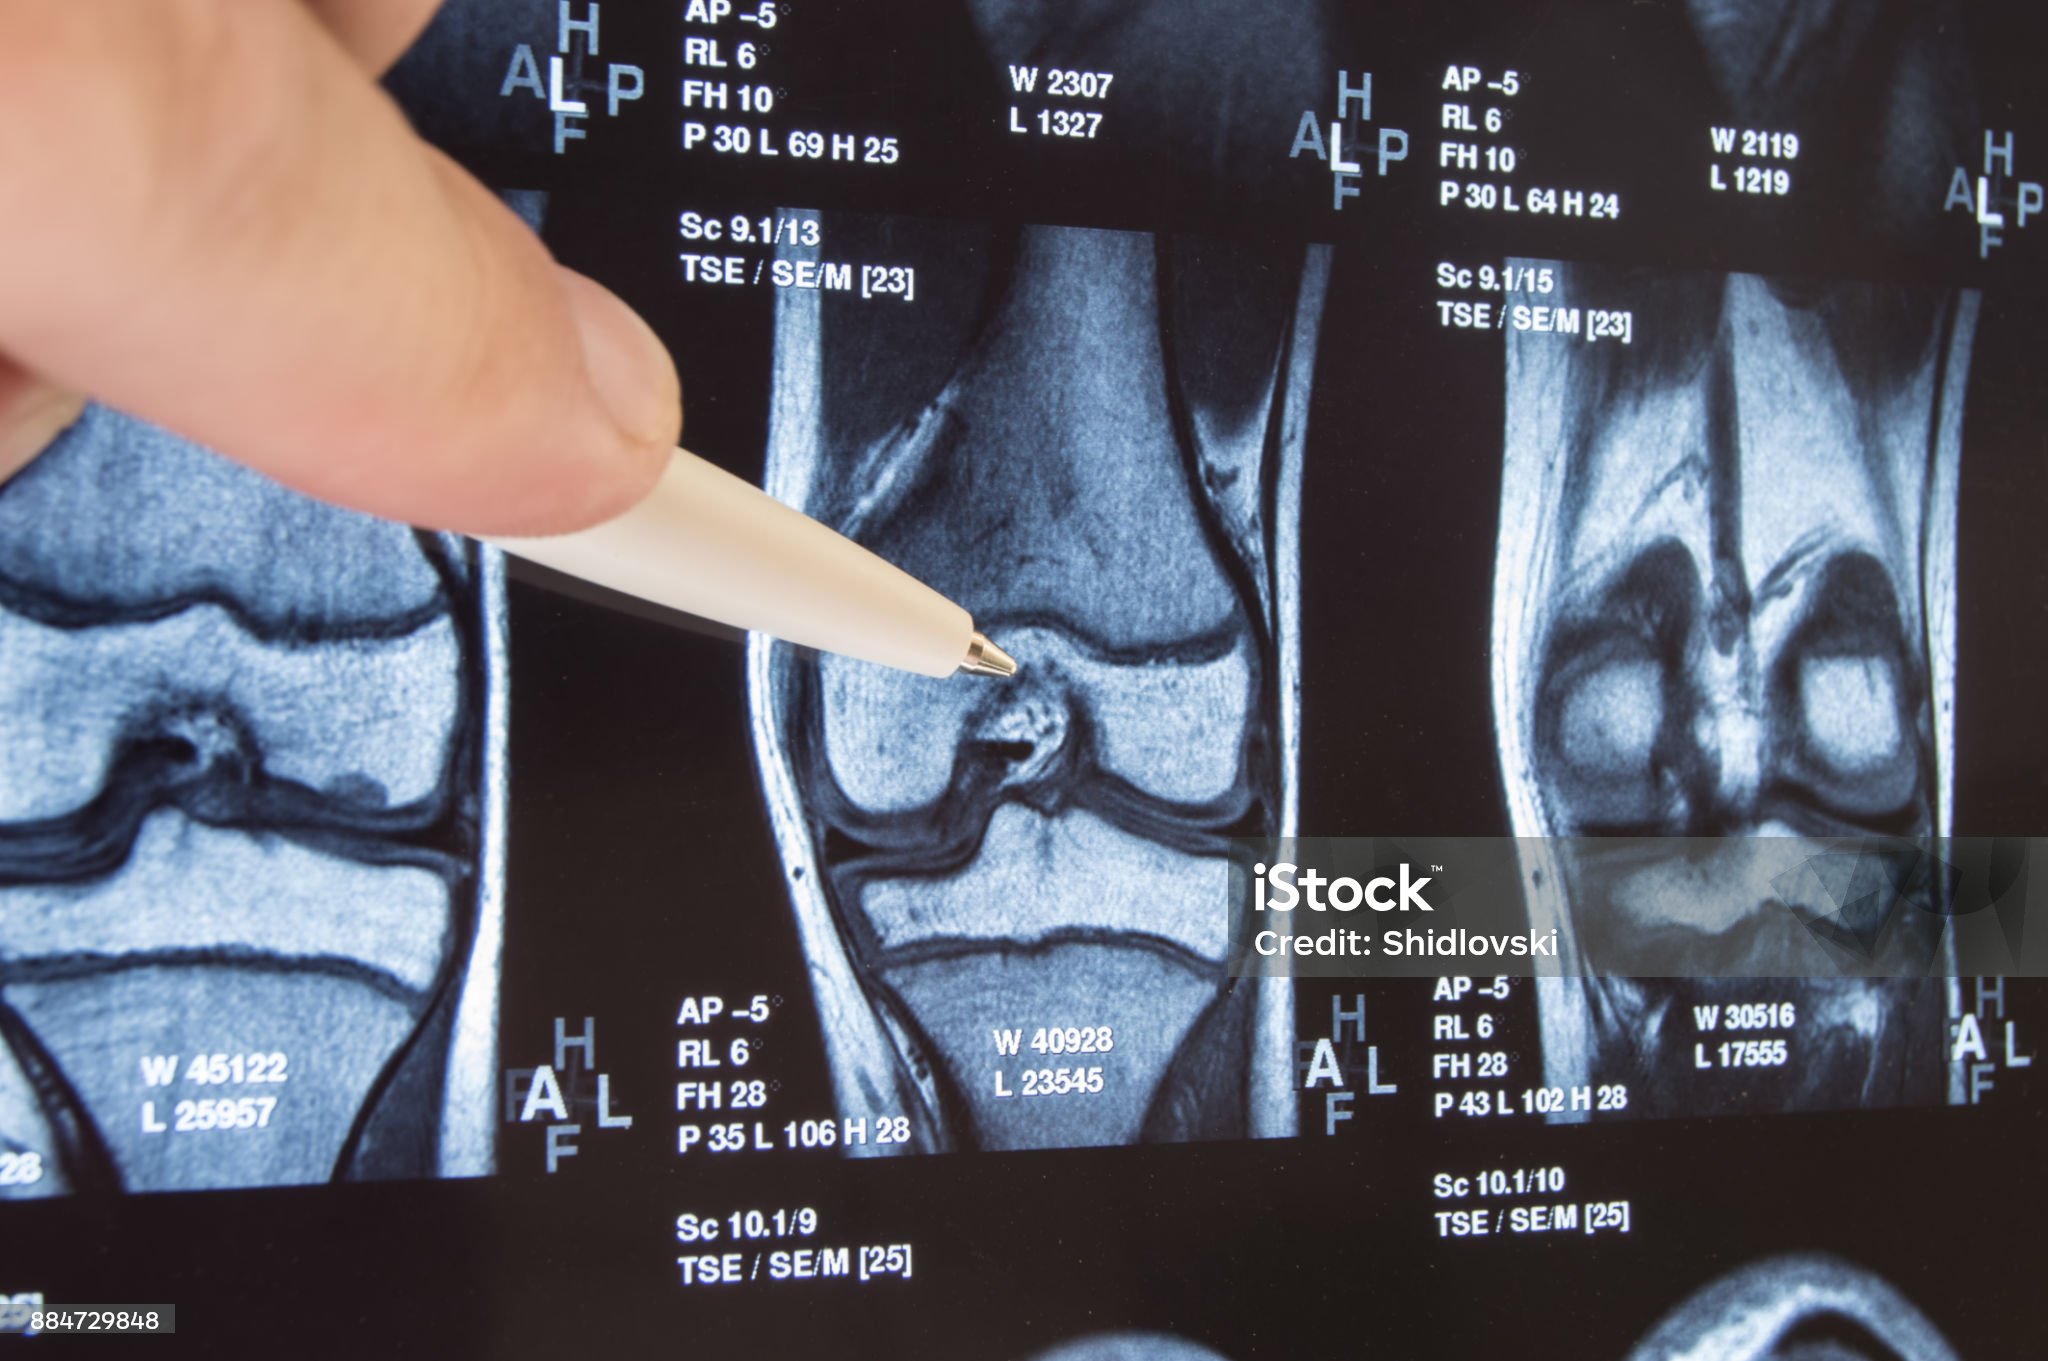 H
A L P
F
AP –5°
RL 6°
FH 10°
P 30 L 69 H 25
W 2307
L 1327
H
A L P
F
AP –5°
RL 6°
FH 10°
P 30 L 64 H 24
W 2119
L 1219
H
A L P
F
Sc 9.1/13
TSE / SE/M [23]
Sc 9.1/15
TSE / SE/M [23]
iStock™
Credit: Shidlovski
W 45122
L 25957
28
H
A L
F
AP –5°
RL 6°
FH 28°
P 35 L 106 H 28
W 40928
L 23545
H
A L
F
AP –5°
RL 6°
FH 28°
P 43 L 102 H 28
W 30516
L 17555
H
A L
F
Sc 10.1/9
TSE / SE/M [25]
Sc 10.1/10
TSE / SE/M [25]
884729848